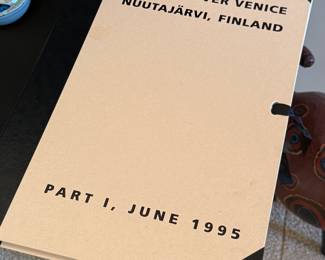 VENICE
NUUTAJÄRVI, FINLAND
PART I, JUNE 1995